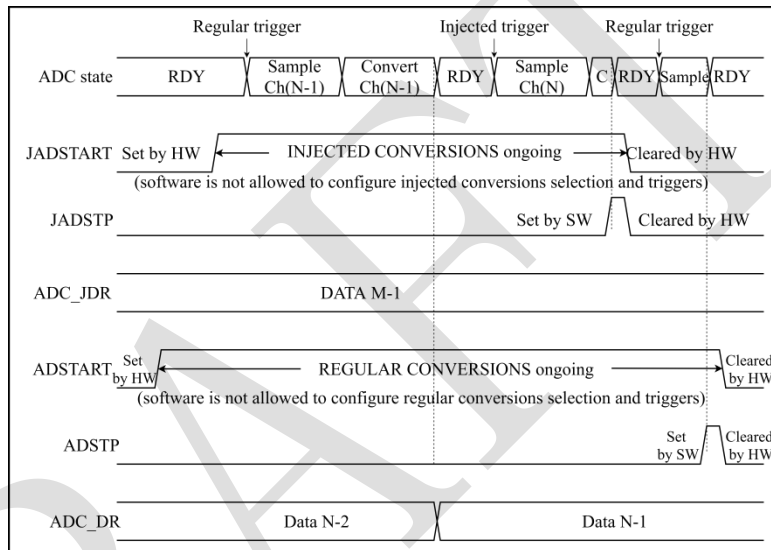 Regular trigger Injected trigger Regular trigger
ADC state RDY Sample Ch(N-1) Convert Ch(N-1) RDY Sample Ch(N) C RDY Sample RDY
JADSTART Set by HW INJECTED CONVERSIONS ongoing Cleared by HW
(software is not allowed to configure injected conversions selection and triggers)
JADSTP Set by SW Cleared by HW
ADC_JDR DATA M-1
ADSTART Set by HW REGULAR CONVERSIONS ongoing Cleared by HW
(software is not allowed to configure regular conversions selection and triggers)
ADSTP Set by SW Cleared by HW
ADC_DR Data N-2 Data N-1